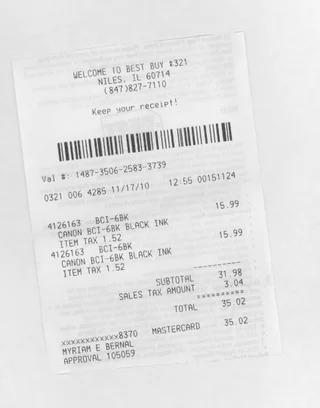 WELCOME TO BEST BUY #321
NILES, IL 60714
(847)827-7110
Keep your receipt!
Val #: 1487-3506-2583-3739
0321 006 4285 11/17/10 12:55 00151124
4126163 BCI-6BK 15.99
CANON BCI-6BK BLACK INK
ITEM TAX 1.52
4126163 BCI-6BK 15.99
CANON BCI-6BK BLACK INK
ITEM TAX 1.52
----------
SUBTOTAL 31.98
SALES TAX AMOUNT 3.04
==========
TOTAL 35.02
xxxxxxxxxxxx8370 MASTERCARD 35.02
MYRIAM E BERNAL
APPROVAL 105059